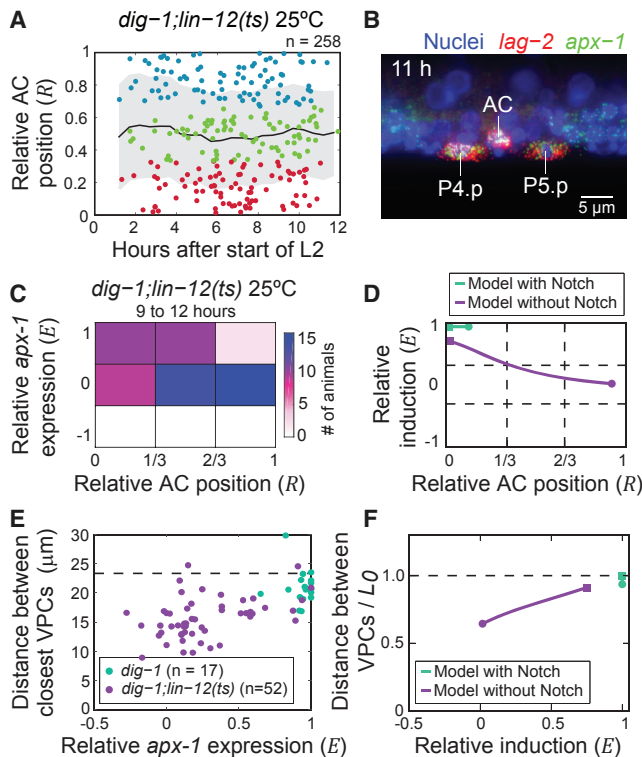 A
dig−1;lin−12(ts) 25ºC
n = 258
Relative AC
position (R)
1
0.8
0.6
0.4
0.2
0
0 2 4 6 8 10 12
Hours after start of L2
B
Nuclei lag−2 apx−1
11 h
AC
P4.p P5.p
5 µm
C
dig−1;lin−12(ts) 25ºC
9 to 12 hours
Relative apx-1
expression (E)
1
0
-1
0 1/3 2/3 1
Relative AC position (R)
15
10
5
0
# of animals
D
Model with Notch
Model without Notch
Relative
induction (E)
1
0
-1
0 1/3 2/3 1
Relative AC position (R)
E
Distance between
closest VPCs (µm)
30
25
20
15
10
5
0
dig−1 (n = 17)
dig−1;lin−12(ts) (n=52)
-0.5 0 0.5 1
Relative apx-1 expression (E)
F
Distance between
VPCs / L0
1.0
0.5
0
Model with Notch
Model without Notch
-0.5 0 0.5 1
Relative induction (E)